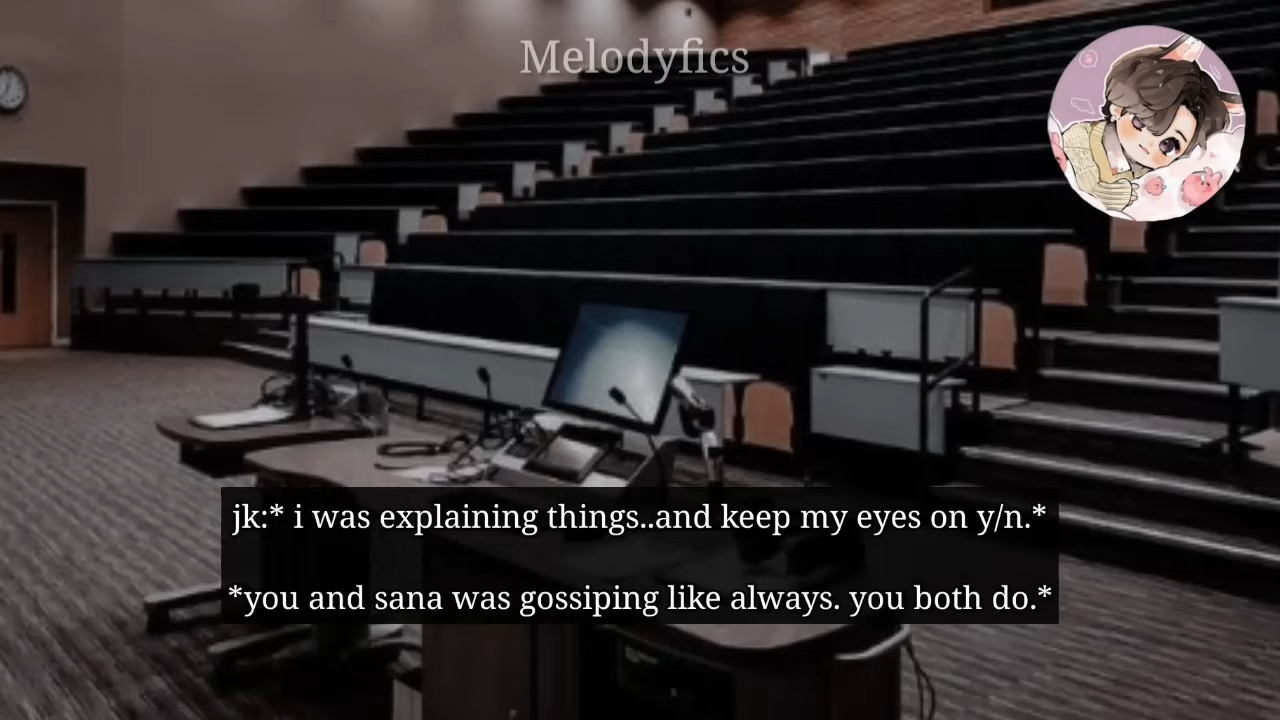 Melodyfics
jk:* i was explaining things..and keep my eyes on y/n.*
*you and sana was gossiping like always. you both do.*